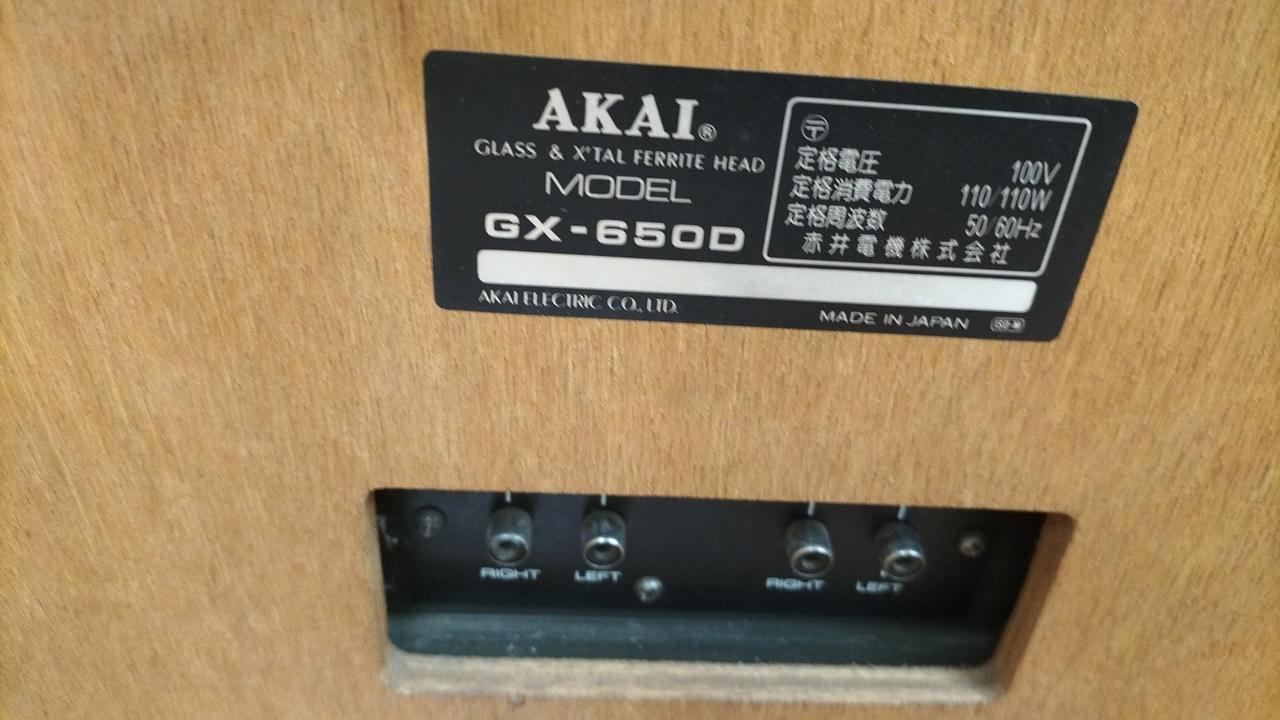 AKAI®
GLASS & X'TAL FERRITE HEAD
MODEL
GX-650D
〒
定格電圧 100V
定格消費電力 110/110W
定格周波数 50/60Hz
赤井電機株式会社
AKAI ELECTRIC CO., LTD.
MADE IN JAPAN
RIGHT LEFT RIGHT LEFT